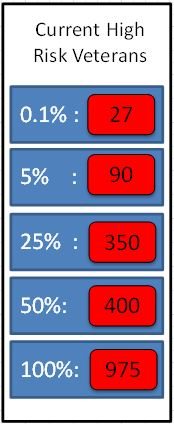 Current High
Risk Veterans
0.1% : 27
5% : 90
25% : 350
50%: 400
100%: 975